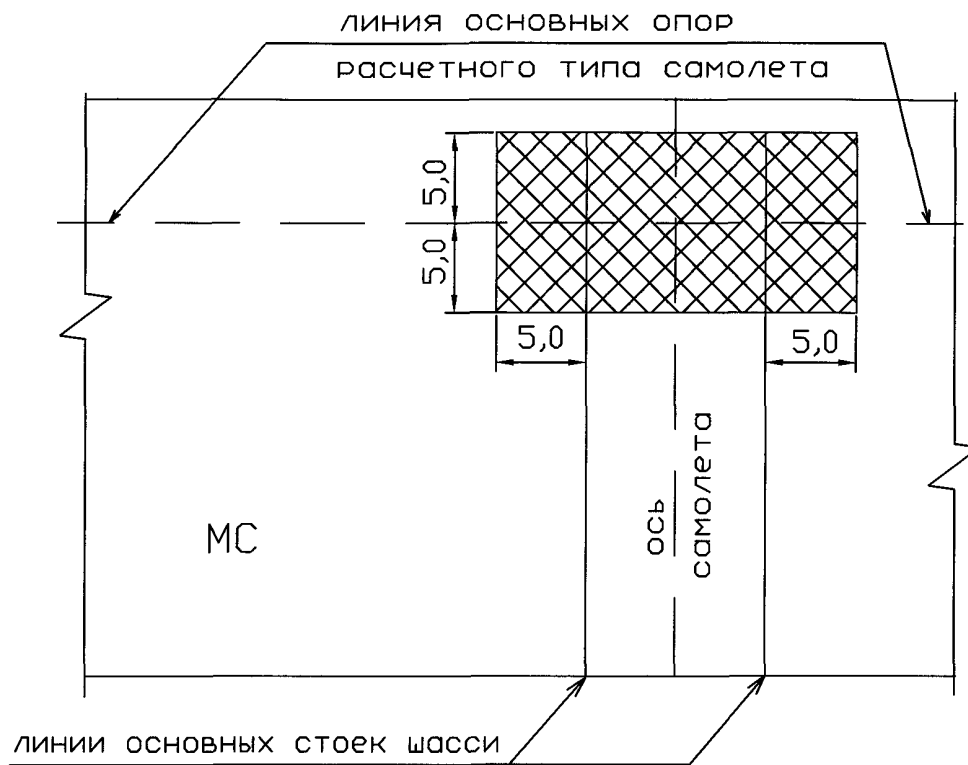 линия основных опор
расчетного типа самолета
5,0
5,0
5,0
5,0
ось
самолета
МС
линии основных стоек шасси